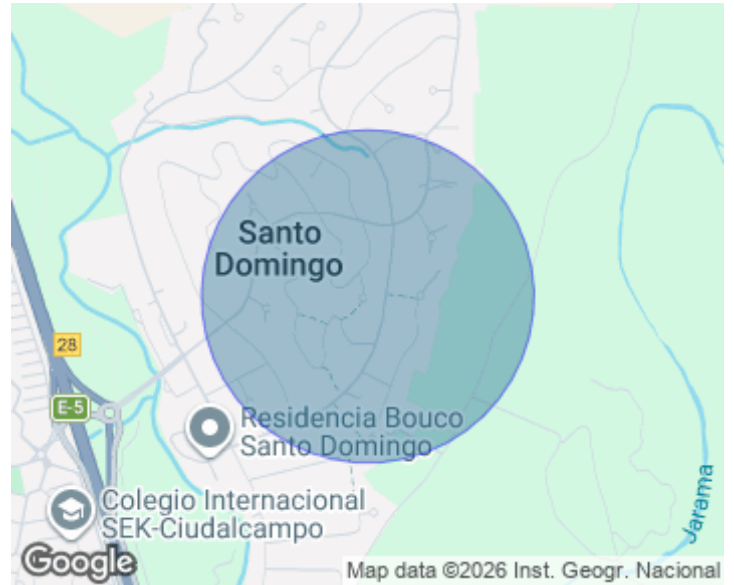 Santo
Domingo
28
E-5
Residencia Bouco
Santo Domingo
Colegio Internacional
SEK-Ciudalcampo
Jarama
Google
Map data ©2026 Inst. Geogr. Nacional